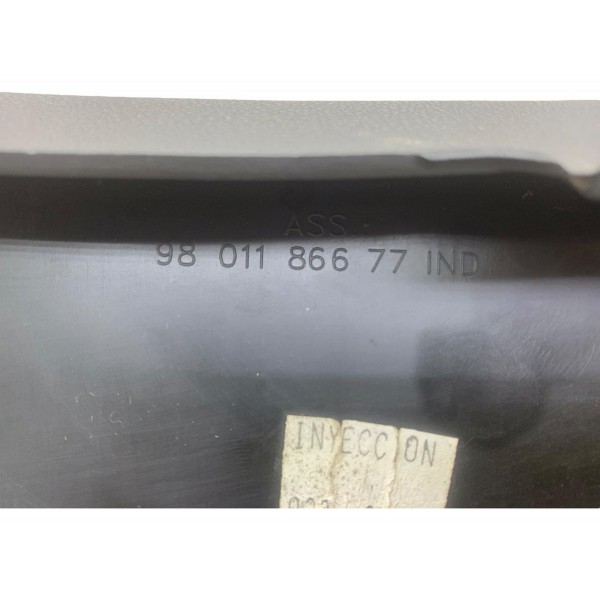 ASS
98 011 866 77 IND
INYECCION